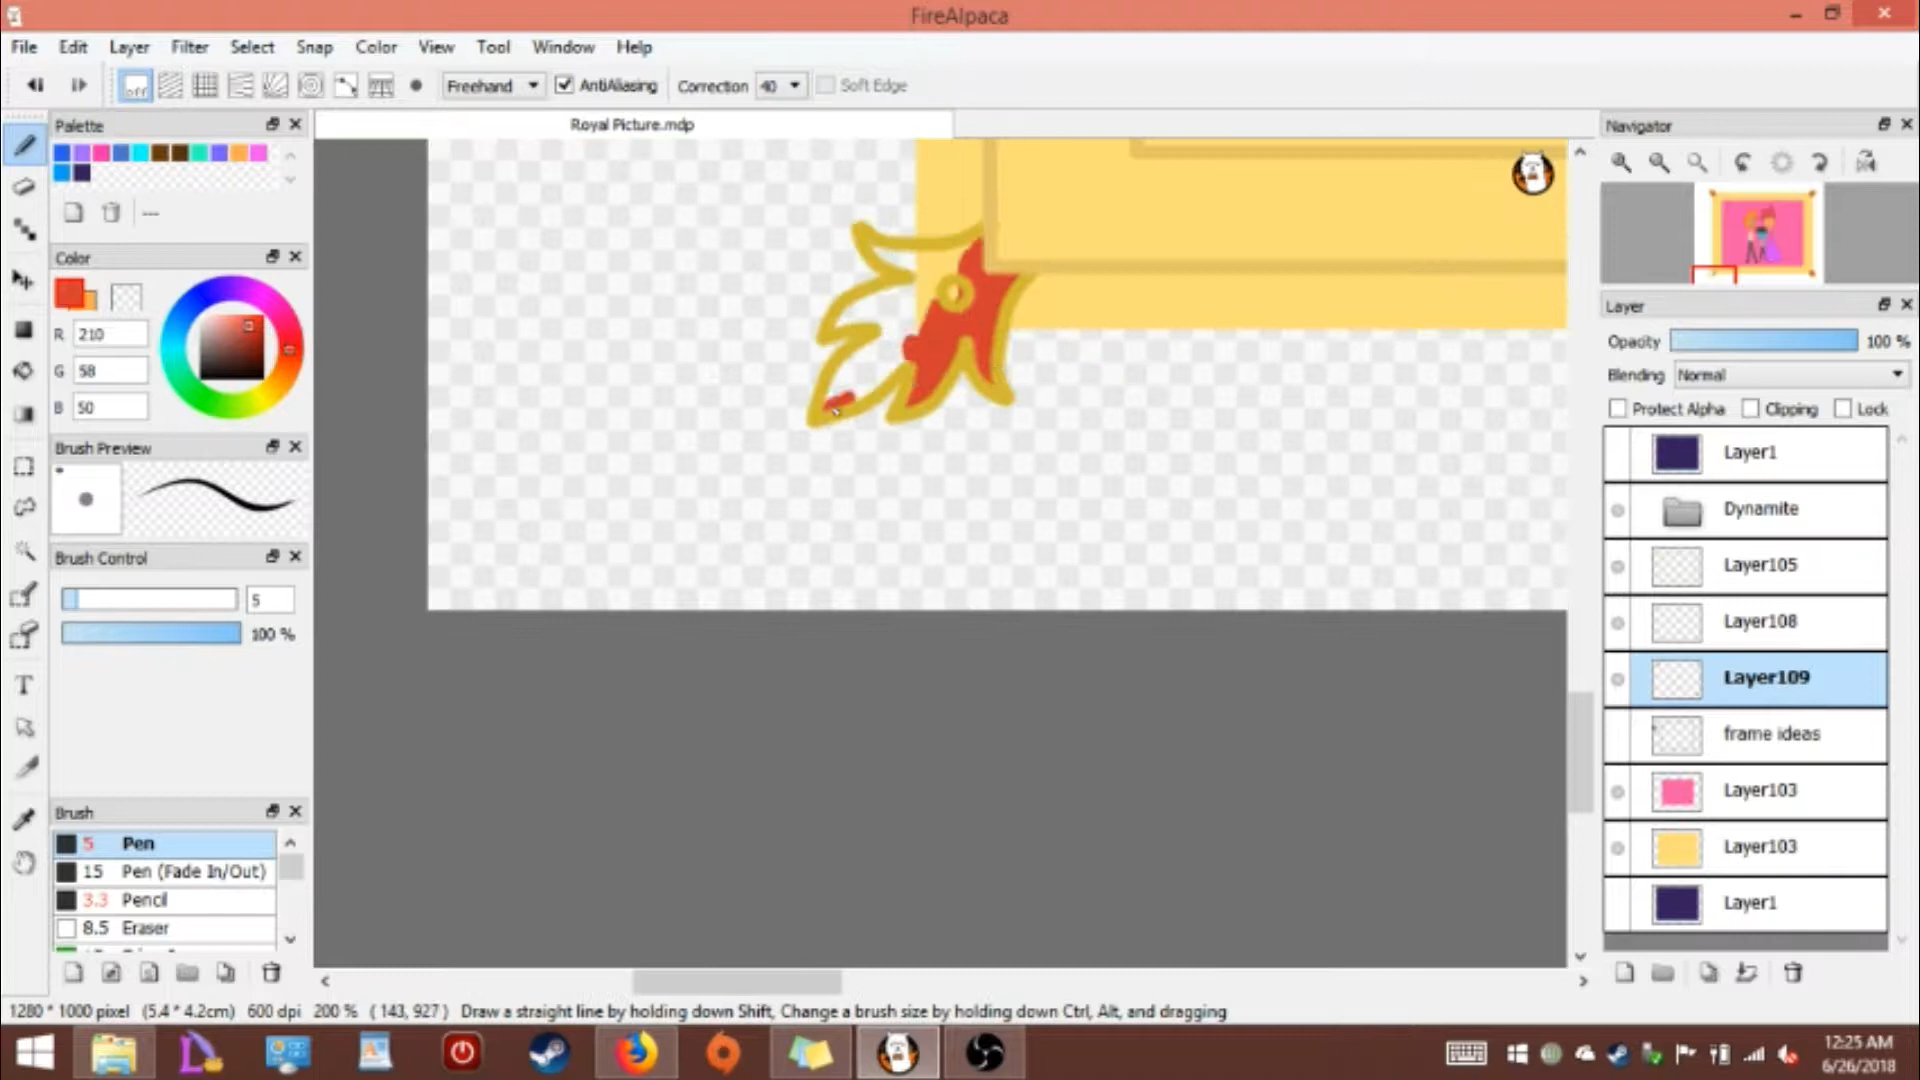 FireAlpaca
File Edit Layer Filter Select Snap Color View Tool Window Help
off Freehand AntiAliasing Correction 40 Soft Edge
Palette Royal Picture.mdp Navigator
---
Color
R 210
G 58
B 50
Brush Preview
Brush Control
5
100 %
Brush
5 Pen
15 Pen (Fade In/Out)
3.3 Pencil
8.5 Eraser
Layer
Opacity 100 %
Blending Normal
Protect Alpha Clipping Lock
Layer1
Dynamite
Layer105
Layer108
Layer109
frame ideas
Layer103
Layer103
Layer1
1280 * 1000 pixel (5.4 * 4.2cm) 600 dpi 200 % ( 143, 927 ) Draw a straight line by holding down Shift, Change a brush size by holding down Ctrl, Alt, and dragging
12:25 AM
6/26/2018